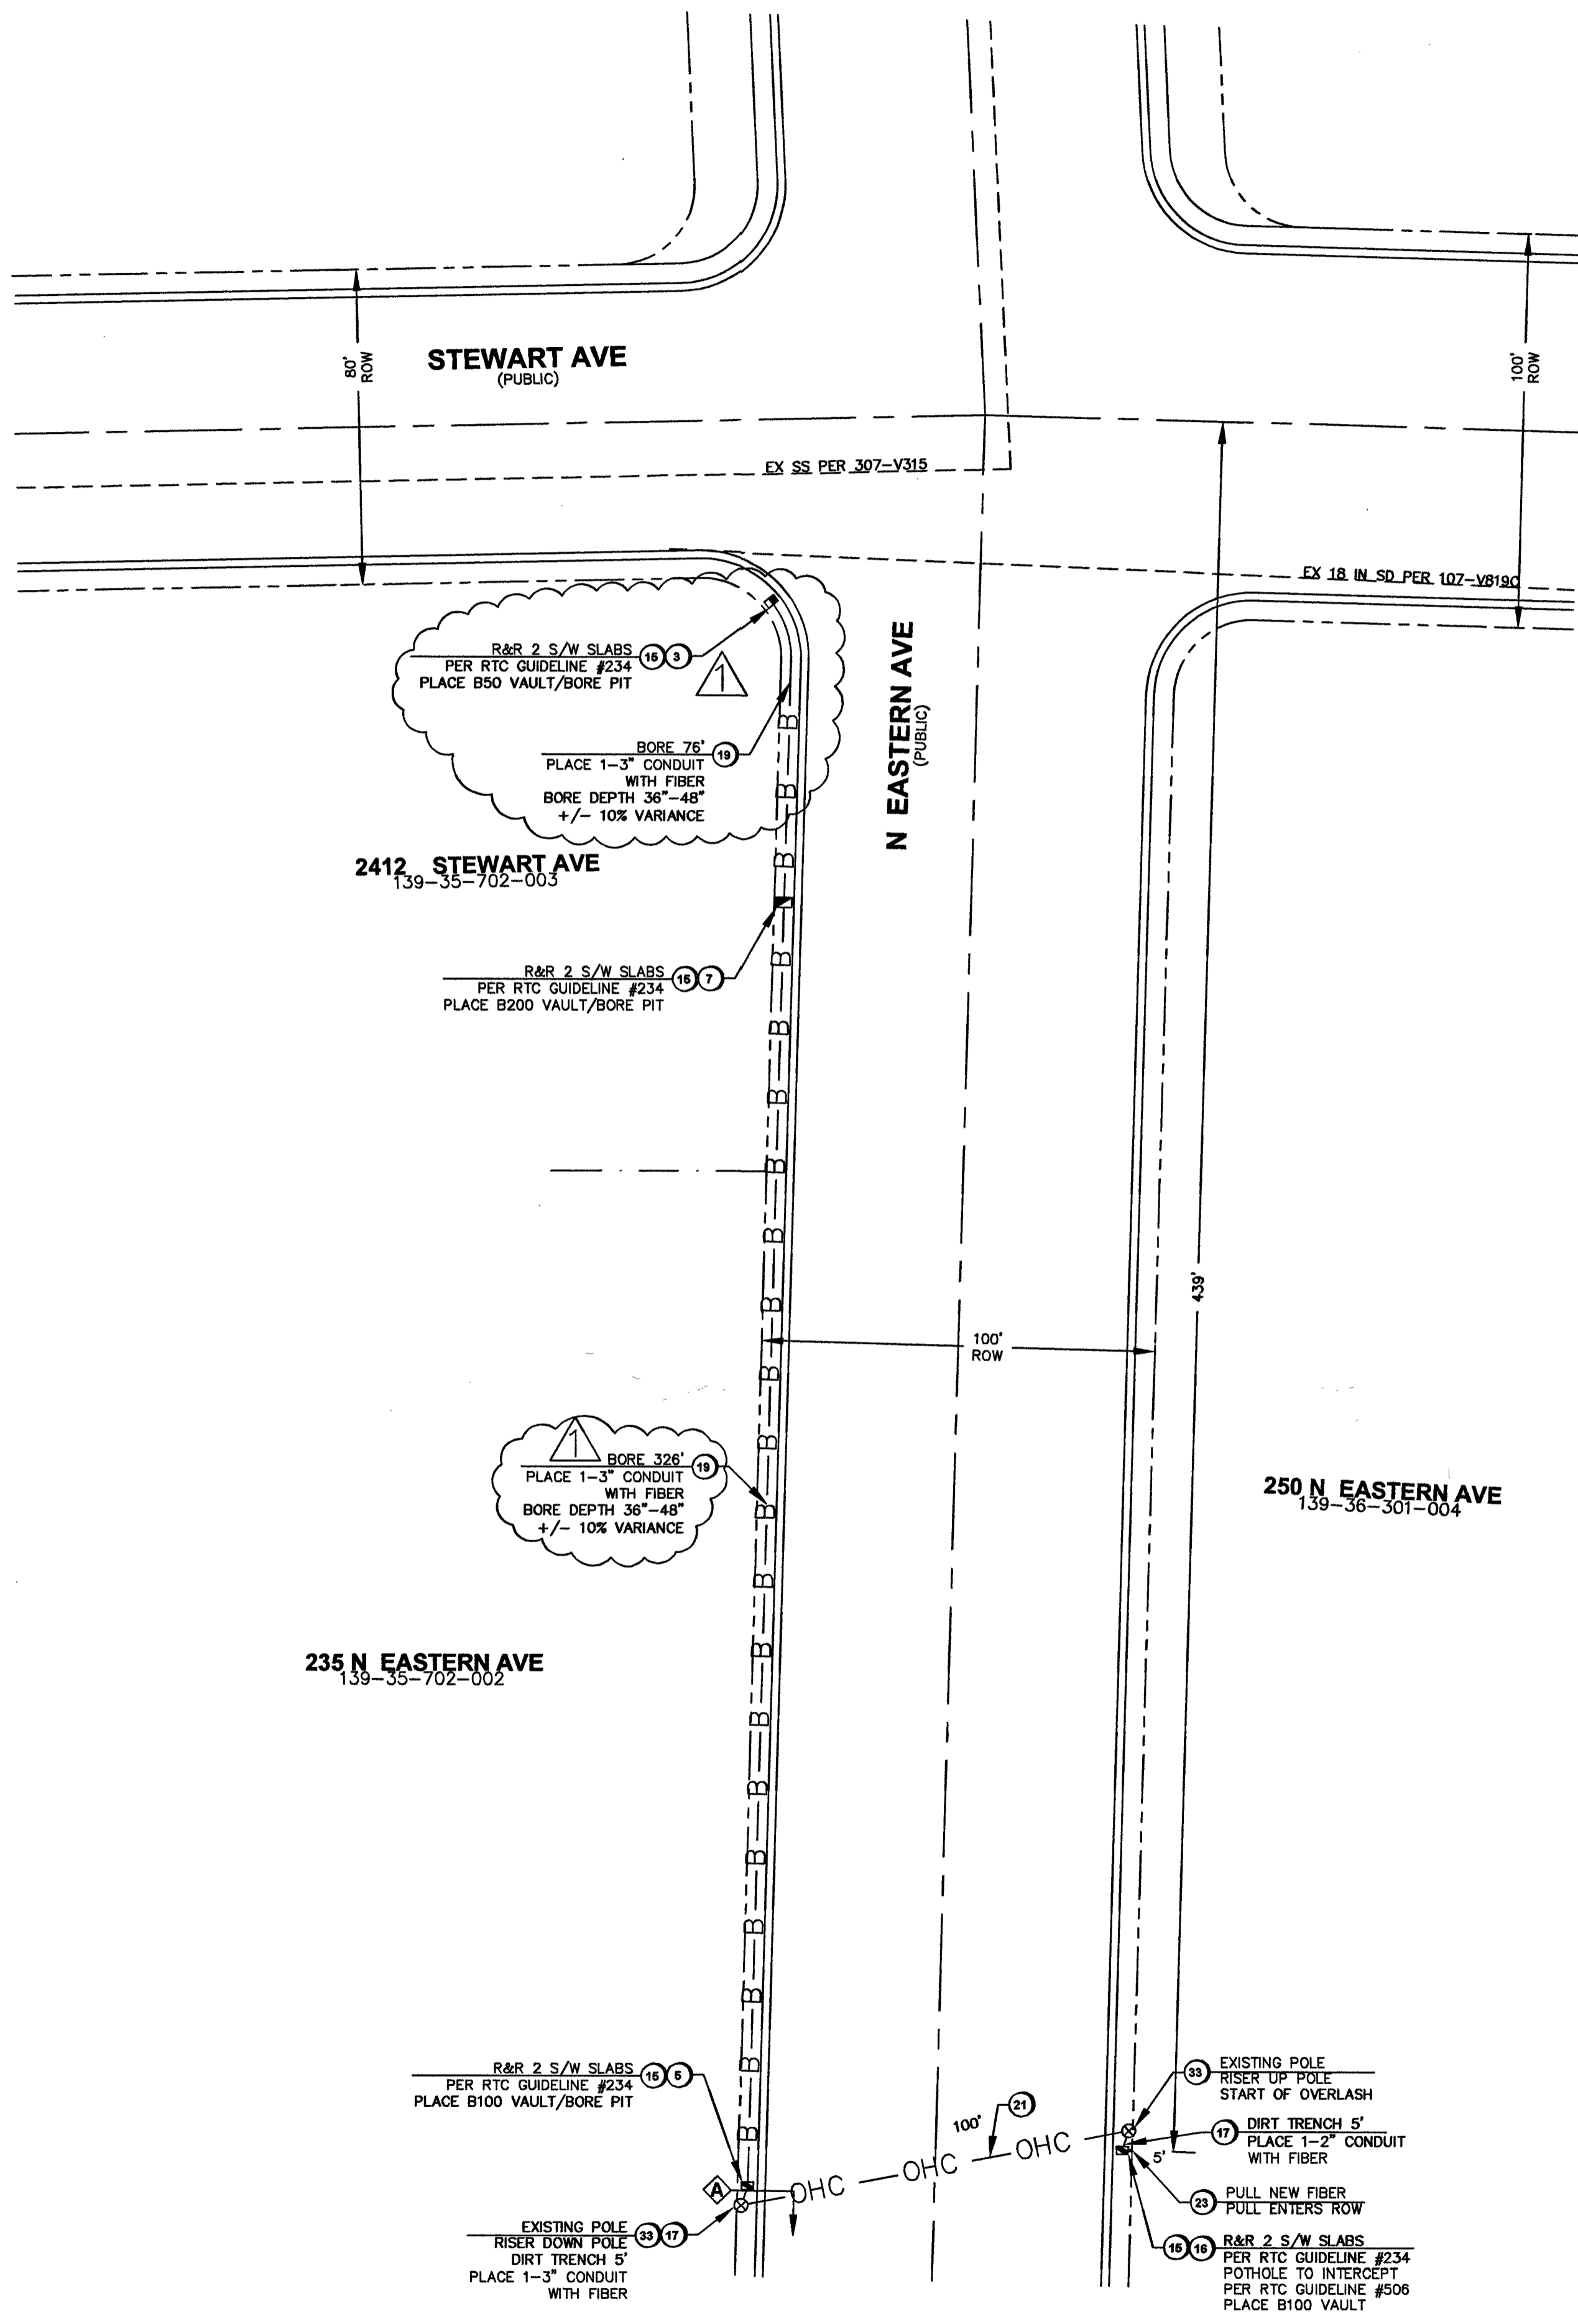 80'
ROW
STEWART AVE
(PUBLIC)
100'
ROW
EX SS PER 307-V315
EX 18 IN SD PER 107-V819C
R&R 2 S/W SLABS 15 3
PER RTC GUIDELINE #234
PLACE B50 VAULT/BORE PIT
1
N EASTERN AVE
(PUBLIC)
BORE 76' 19
PLACE 1-3" CONDUIT
WITH FIBER
BORE DEPTH 36"-48"
+/- 10% VARIANCE
B
B
B
2412 STEWART AVE
139-35-702-003
R&R 2 S/W SLABS 15 7
PER RTC GUIDELINE #234
PLACE B200 VAULT/BORE PIT
B
B
B
B
B
B
B
B
439'
100'
ROW
1
BORE 326' 19
PLACE 1-3" CONDUIT
WITH FIBER
BORE DEPTH 36"-48"
+/- 10% VARIANCE
B
B
B
B
B
B
B
B
B
B
250 N EASTERN AVE
139-36-301-004
235 N EASTERN AVE
139-35-702-002
R&R 2 S/W SLABS 15 5
PER RTC GUIDELINE #234
PLACE B100 VAULT/BORE PIT
A
OHC OHC OHC
100' 21
33 EXISTING POLE
RISER UP POLE
START OF OVERLASH
17 DIRT TRENCH 5'
PLACE 1-2" CONDUIT
WITH FIBER
5'
23 PULL NEW FIBER
PULL ENTERS ROW
EXISTING POLE 33 17
RISER DOWN POLE
DIRT TRENCH 5'
PLACE 1-3" CONDUIT
WITH FIBER
15 16 R&R 2 S/W SLABS
PER RTC GUIDELINE #234
POTHOLE TO INTERCEPT
PER RTC GUIDELINE #506
PLACE B100 VAULT